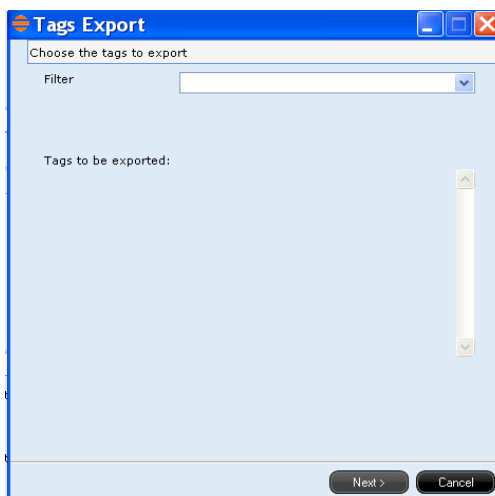 Tags Export
Choose the tags to export
Filter
Tags to be exported:
Next >
Cancel